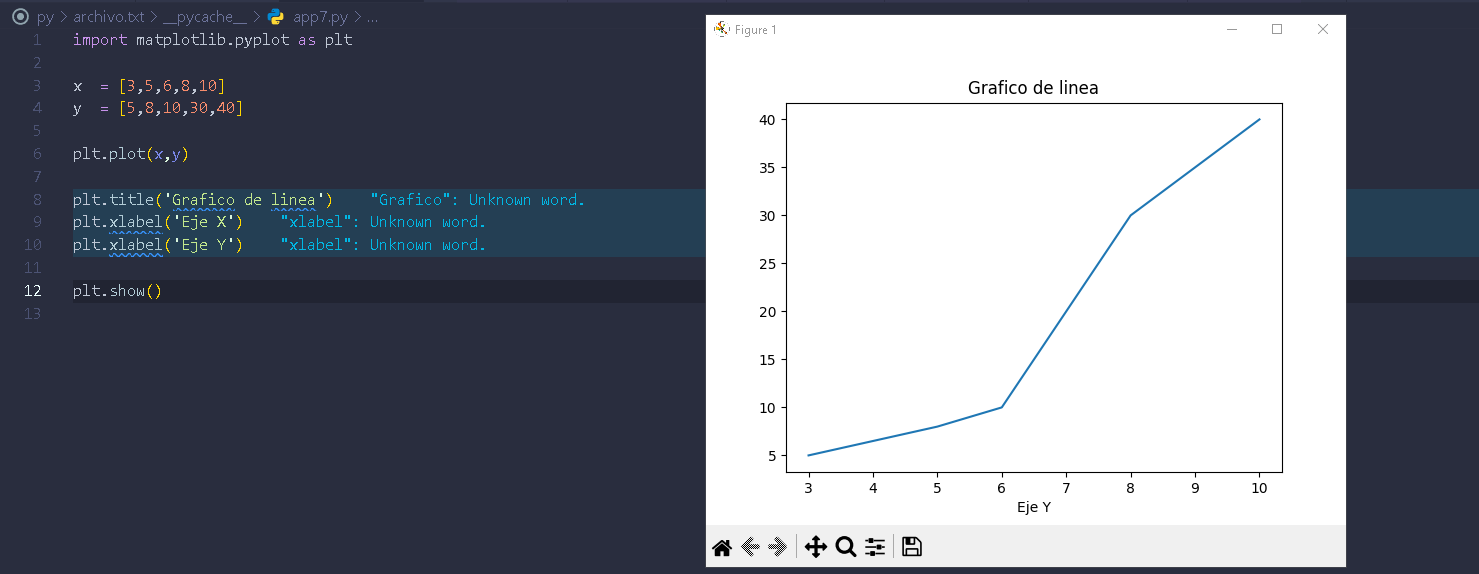 py > archivo.txt > __pycache__ > app7.py > ...
1 import matplotlib.pyplot as plt
2
3 x = [3,5,6,8,10]
4 y = [5,8,10,30,40]
5
6 plt.plot(x,y)
7
8 plt.title('Grafico de linea') "Grafico": Unknown word.
9 plt.xlabel('Eje X') "xlabel": Unknown word.
10 plt.xlabel('Eje Y') "xlabel": Unknown word.
11
12 plt.show()
13
Figure 1
Grafico de linea
40
35
30
25
20
15
10
5
3 4 5 6 7 8 9 10
Eje Y